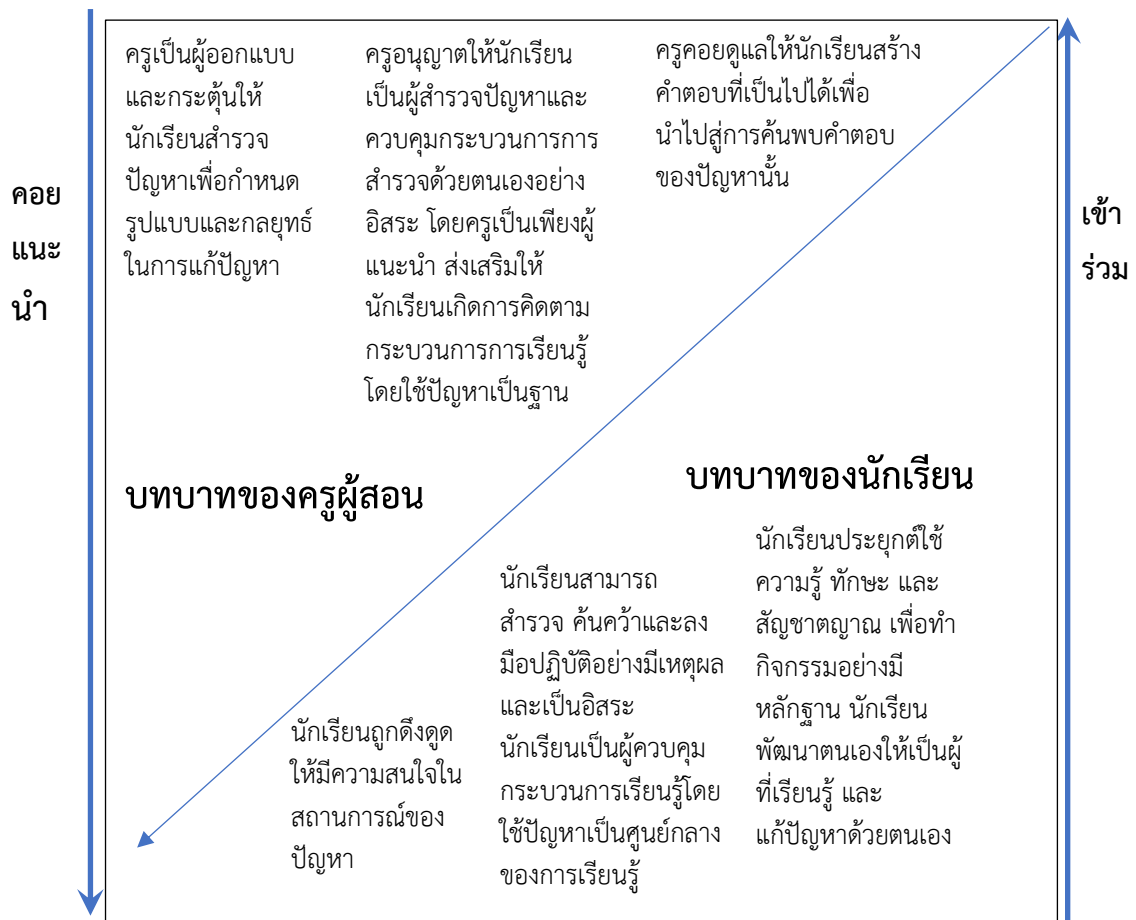 คอย
แนะ
นำ
ครูเป็นผู้ออกแบบ
และกระตุ้นให้
นักเรียนสำรวจ
ปัญหาเพื่อกำหนด
รูปแบบและกลยุทธ์
ในการแก้ปัญหา
ครูอนุญาตให้นักเรียน
เป็นผู้สำรวจปัญหาและ
ควบคุมกระบวนการการ
สำรวจด้วยตนเองอย่าง
อิสระ โดยครูเป็นเพียงผู้
แนะนำ ส่งเสริมให้
นักเรียนเกิดการคิดตาม
กระบวนการการเรียนรู้
โดยใช้ปัญหาเป็นฐาน
ครูคอยดูแลให้นักเรียนสร้าง
คำตอบที่เป็นไปได้เพื่อ
นำไปสู่การค้นพบคำตอบ
ของปัญหานั้น
เข้า
ร่วม
บทบาทของครูผู้สอน
บทบาทของนักเรียน
นักเรียนถูกดึงดูด
ให้มีความสนใจใน
สถานการณ์ของ
ปัญหา
นักเรียนสามารถ
สำรวจ ค้นคว้าและลง
มือปฏิบัติอย่างมีเหตุผล
และเป็นอิสระ
นักเรียนเป็นผู้ควบคุม
กระบวนการเรียนรู้โดย
ใช้ปัญหาเป็นศูนย์กลาง
ของการเรียนรู้
นักเรียนประยุกต์ใช้
ความรู้ ทักษะ และ
สัญชาตญาณ เพื่อทำ
กิจกรรมอย่างมี
หลักฐาน นักเรียน
พัฒนาตนเองให้เป็นผู้
ที่เรียนรู้ และ
แก้ปัญหาด้วยตนเอง